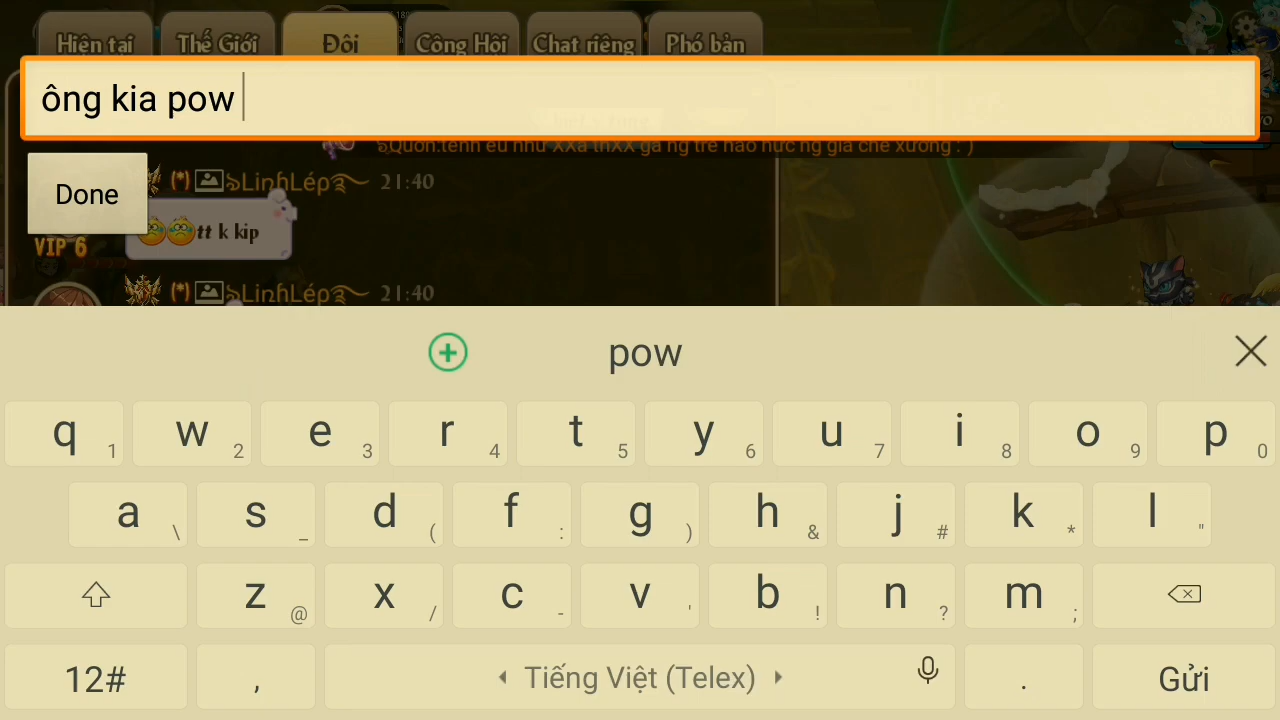 Hiện tại Thế Giới Đội Công Hội Chat riêng Phó bản
ông kia pow
Done
(*) ঌLinhLép࿐ 21:40
tt k kip
VIP 6
(*) ঌLinhLép࿐ 21:40
pow
q 1 w 2 e 3 r 4 t 5 y 6 u 7 i 8 o 9 p 0
a \ s _ d ( f : g ) h & j # k * l "
z @ x / c - v ' b ! n ? m ;
12# , Tiếng Việt (Telex) . Gửi